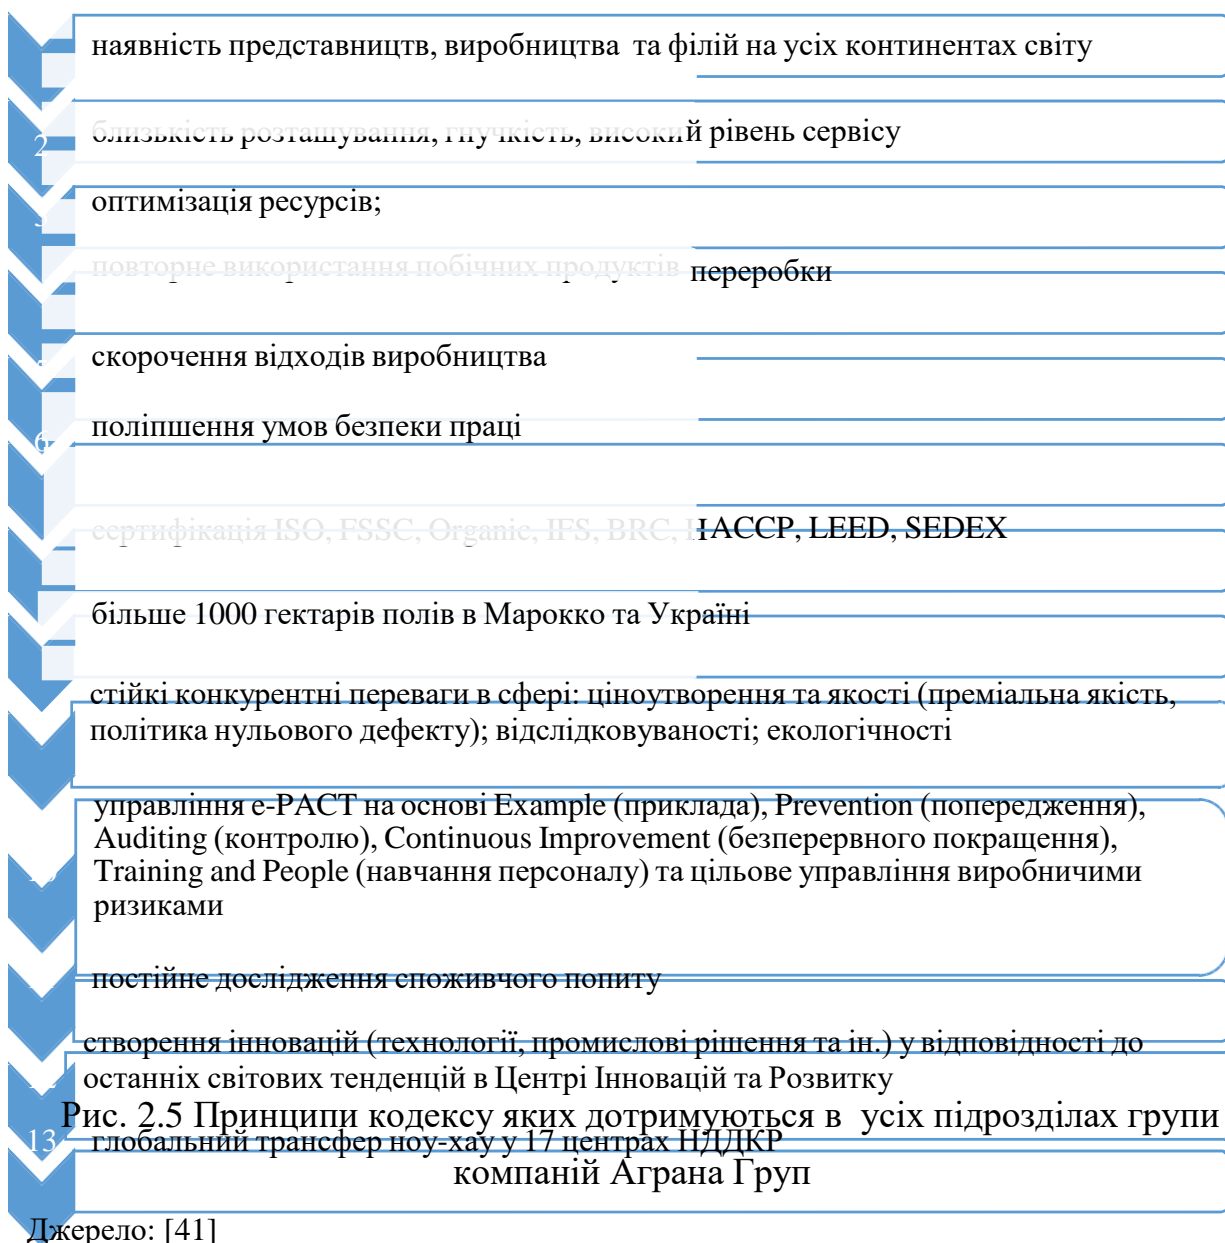 наявність представництв, виробництва та філій на усіх континентах світу
2 близькість розташування, гнучкість, високий рівень сервісу
оптимізація ресурсів;
повторне використання побічних продуктів переробки
скорочення відходів виробництва
6 поліпшення умов безпеки праці
сертифікація ISO, FSSC, Organic, IFS, BRC, HACCP, LEED, SEDEX
більше 1000 гектарів полів в Марокко та Україні
стійкі конкурентні переваги в сфері: ціноутворення та якості (преміальна якість,
політика нульового дефекту); відслідковуваності; екологічності
управління e-PACT на основі Example (приклада), Prevention (попередження),
Auditing (контролю), Continuous Improvement (безперервного покращення),
Training and People (навчання персоналу) та цільове управління виробничими
ризиками
постійне дослідження споживчого попиту
створення інновацій (технології, промислові рішення та ін.) у відповідності до
останніх світових тенденцій в Центрі Інновацій та Розвитку
Рис. 2.5 Принципи кодексу яких дотримуються в усіх підрозділах групи
13 глобальний трансфер ноу-хау у 17 центрах НДДКР
компаній Аграна Груп
Джерело: [41]